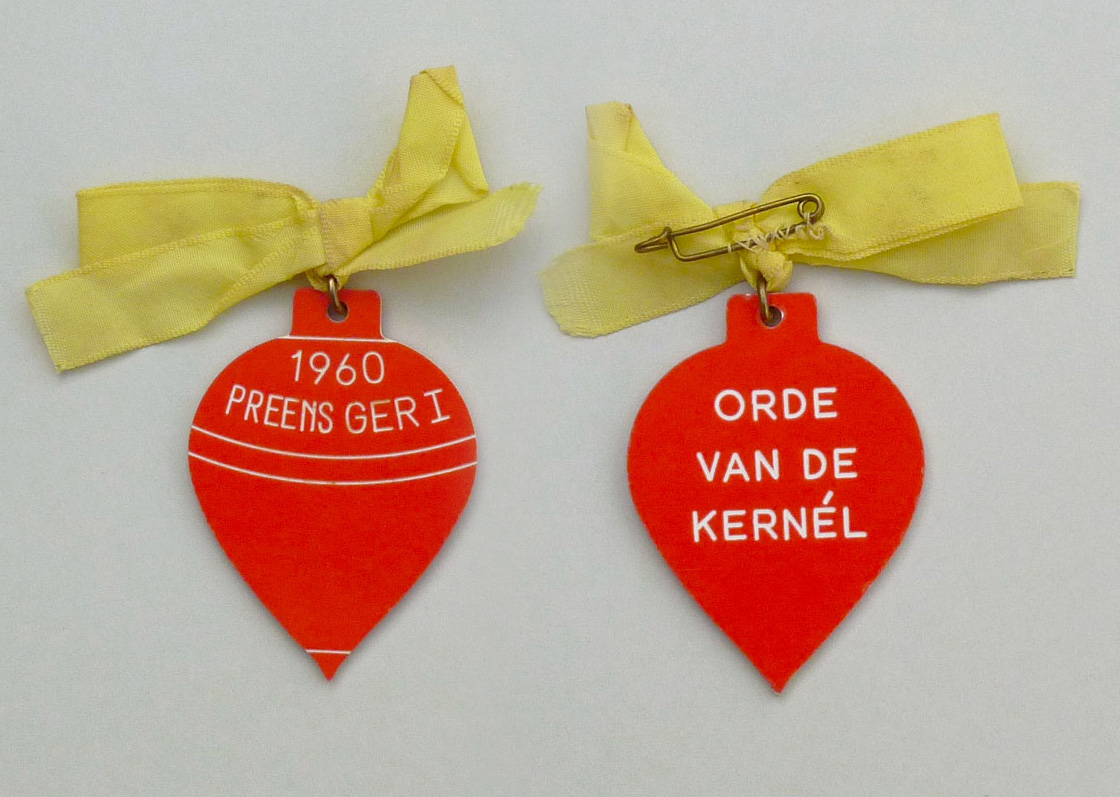 1960
PREENS GER I
ORDE
VAN DE
KERNÉL